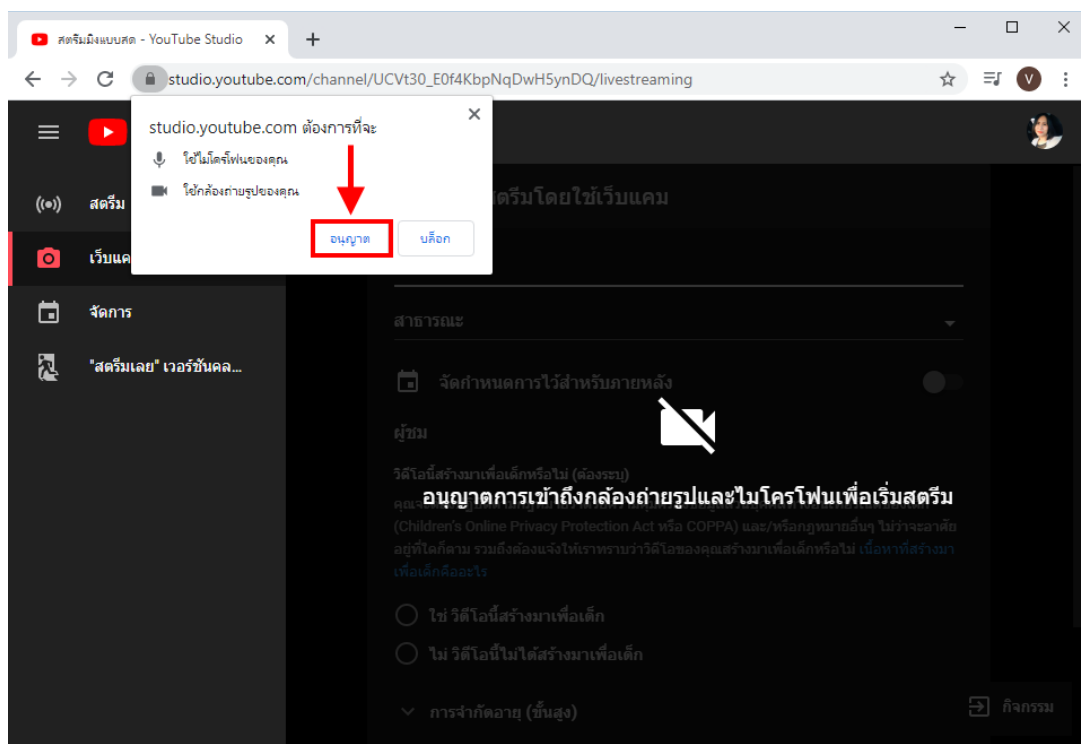 สตรีมมิงแบบสด - YouTube Studio
studio.youtube.com/channel/UCVt30_E0f4KbpNqDwH5ynDQ/livestreaming
V
studio.youtube.com ต้องการที่จะ
ใช้ไมโครโฟนของคุณ
ใช้กล้องถ่ายรูปของคุณ
อนุญาต
บล็อก
สตรีม
เว็บแค
จัดการ
"สตรีมเลย" เวอร์ชันคล...
สตรีมโดยใช้เว็บแคม
สาธารณะ
จัดกำหนดการไว้สำหรับภายหลัง
ผู้ชม
วิดีโอนี้สร้างมาเพื่อเด็กหรือไม่ (ต้องระบุ)
อนุญาตการเข้าถึงกล้องถ่ายรูปและไมโครโฟนเพื่อเริ่มสตรีม
(Children's Online Privacy Protection Act หรือ COPPA) และ/หรือกฎหมายอื่นๆ ไม่ว่าจะอาศัย
อยู่ที่ใดก็ตาม รวมถึงต้องแจ้งให้เราทราบว่าวิดีโอของคุณสร้างมาเพื่อเด็กหรือไม่ เนื้อหาที่สร้างมา
เพื่อเด็กคืออะไร
ใช่ วิดีโอนี้สร้างมาเพื่อเด็ก
ไม่ วิดีโอนี้ไม่ได้สร้างมาเพื่อเด็ก
การจำกัดอายุ (ขั้นสูง)
กิจกรรม